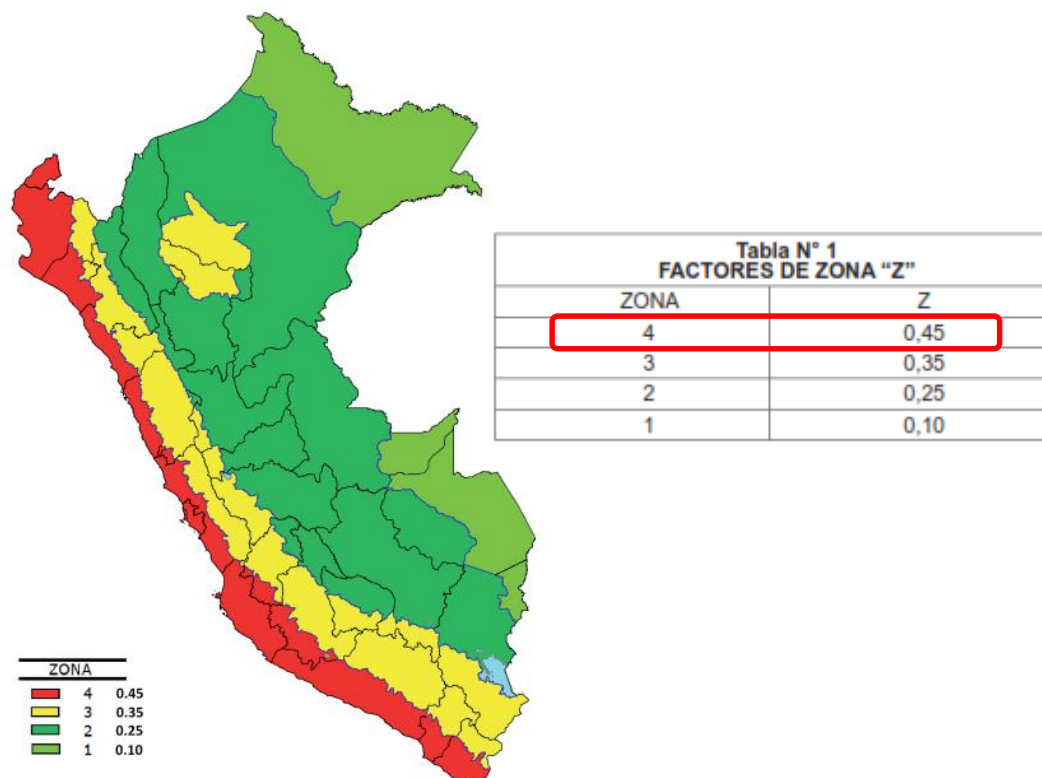 Tabla N° 1
FACTORES DE ZONA “Z”
ZONA Z
4 0,45
3 0,35
2 0,25
1 0,10
ZONA
4 0.45
3 0.35
2 0.25
1 0.10